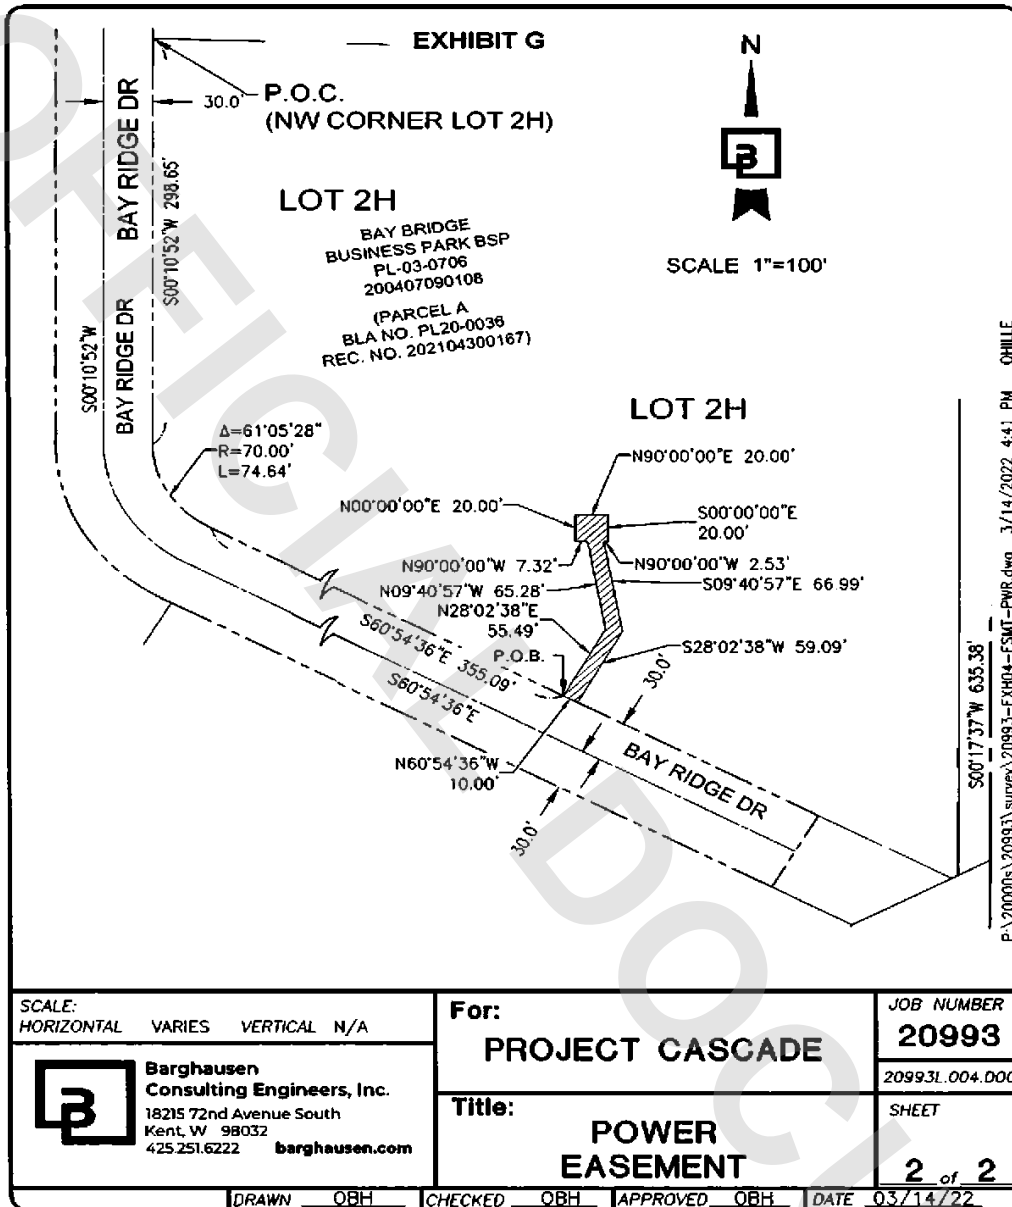 EXHIBIT G
N
P.O.C.
(NW CORNER LOT 2H)
30.0'
BAY RIDGE DR
S00°10'52"W 298.65'
LOT 2H
BAY BRIDGE
BUSINESS PARK BSP
PL-03-0706
200407090108
(PARCEL A
BLA NO. PL20-0036
REC. NO. 202104300167)
B
SCALE 1"=100'
S00°10'52"W
BAY RIDGE DR
Δ=61°05'28"
R=70.00'
L=74.64'
LOT 2H
N90°00'00"E 20.00'
N00°00'00"E 20.00'
S00°00'00"E
20.00'
N90°00'00"W 7.32'
N90°00'00"W 2.53'
N09°40'57"W 65.28'
S09°40'57"E 66.99'
N28°02'38"E
55.49'
S28°02'38"W 59.09'
P.O.B.
S60°54'36"E 355.09'
S60°54'36"E
30.0'
N60°54'36"W
10.00'
BAY RIDGE DR
30.0'
S00°17'37"W 635.38'
P:\20000s\20993\survey\20993-EXH04-ESMT-PWR.dwg 3/14/2022 4:41 PM OHILLE
SCALE:
HORIZONTAL VARIES VERTICAL N/A
B
Barghausen
Consulting Engineers, Inc.
18215 72nd Avenue South
Kent, W 98032
425.251.6222 barghausen.com
For:
PROJECT CASCADE
Title:
POWER
EASEMENT
JOB NUMBER
20993
20993L.004.DOC
SHEET
2 of 2
DRAWN OBH CHECKED OBH APPROVED OBH DATE 03/14/22